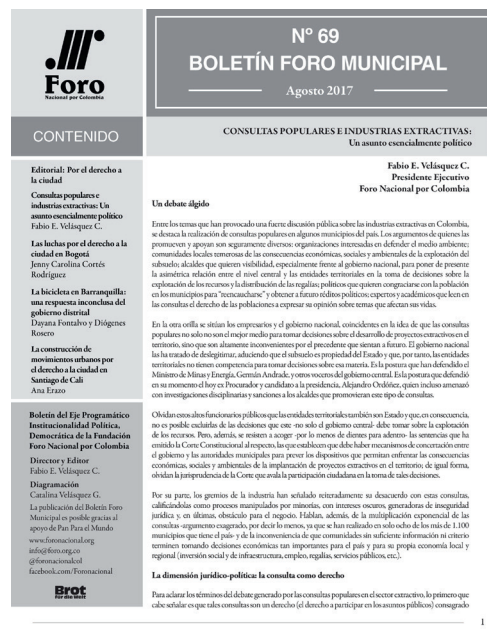 Foro
Nacional por Colombia
Nº 69
BOLETÍN FORO MUNICIPAL
Agosto 2017
CONTENIDO
Editorial: Por el derecho a
la ciudad
Consultas populares e
industrias extractivas: Un
asunto esencialmente político
Fabio E. Velásquez C.
Las luchas por el derecho a la
ciudad en Bogotá
Jenny Carolina Cortés
Rodríguez
La bicicleta en Barranquilla:
una respuesta inconclusa del
gobierno distrital
Dayana Fontalvo y Diógenes
Rosero
La construcción de
movimientos urbanos por
el derecho a la ciudad en
Santiago de Cali
Ana Erazo
Boletín del Eje Programático
Institucionalidad Política,
Democrática de la Fundación
Foro Nacional por Colombia
Director y Editor
Fabio E. Velásquez C.
Diagramación
Catalina Velásquez G.
La publicación del Boletín Foro
Municipal es posible gracias al
apoyo de Pan Para el Mundo
www.foronacional.org
info@foro.org.co
@foronacionalcol
facebook.com/Foronacional
Brot
für die Welt
CONSULTAS POPULARES E INDUSTRIAS EXTRACTIVAS:
Un asunto esencialmente político
Fabio E. Velásquez C.
Presidente Ejecutivo
Foro Nacional por Colombia
Un debate álgido
Entre los temas que han provocado una fuerte discusión pública sobre las industrias extractivas en Colombia,
se destaca la realización de consultas populares en algunos municipios del país. Los argumentos de quienes las
promueven y apoyan son seguramente diversos: organizaciones interesadas en defender el medio ambiente;
comunidades locales temerosas de las consecuencias económicas, sociales y ambientales de la explotación del
subsuelo; alcaldes que quieren visibilidad, especialmente frente al gobierno nacional, para poner de presente
la asimétrica relación entre el nivel central y las entidades territoriales en la toma de decisiones sobre la
explotación de los recursos y la distribución de las regalías; políticos que quieren congraciarse con la población
en los municipios para "reencaucharse" y obtener a futuro réditos políticos; expertos y académicos que leen en
las consultas el derecho de las poblaciones a expresar su opinión sobre temas que afectan sus vidas.
En la otra orilla se sitúan los empresarios y el gobierno nacional, coincidentes en la idea de que las consultas
populares no solo no son el mejor medio para tomar decisiones sobre el desarrollo de proyectos extractivos en el
territorio, sino que son altamente inconvenientes por el precedente que sientan a futuro. El gobierno nacional
las ha tratado de deslegitimar, aduciendo que el subsuelo es propiedad del Estado y que, por tanto, las entidades
territoriales no tienen competencia para tomar decisiones sobre esa materia. Es la postura que han defendido el
Ministro de Minas y Energía, Germán Andrade, y otros voceros del gobierno central. Es la postura que defendió
en su momento el hoy ex Procurador y candidato a la presidencia, Alejandro Ordóñez, quien incluso amenazó
con investigaciones disciplinarias y sanciones a los alcaldes que promovieran este tipo de consultas.
Olvidan estos altos funcionarios públicos que las entidades territoriales también son Estado y que, en consecuencia,
no es posible excluirlas de las decisiones que este -no solo el gobierno central- debe tomar sobre la explotación
de los recursos. Pero, además, se resisten a acoger -por lo menos de dientes para adentro- las sentencias que ha
emitido la Corte Constitucional al respecto, las que establecen que debe haber mecanismos de concertación entre
el gobierno y las autoridades municipales para prever los dispositivos que permitan enfrentar las consecuencias
económicas, sociales y ambientales de la implantación de proyectos extractivos en el territorio; de igual forma,
olvidan la jurisprudencia de la Corte que avala la participación ciudadana en la toma de tales decisiones.
Por su parte, los gremios de la industria han señalado reiteradamente su desacuerdo con estas consultas,
calificándolas como procesos manipulados por minorías, con intereses oscuros, generadoras de inseguridad
jurídica y, en últimas, obstáculo para el negocio. Hablan, además, de la multiplicación exponencial de las
consultas -argumento exagerado, por decir lo menos, ya que se han realizado en solo ocho de los más de 1.100
municipios que tiene el país- y de la inconveniencia de que comunidades sin suficiente información ni criterio
terminen tomando decisiones económicas tan importantes para el país y para su propia economía local y
regional (inversión social y de infraestructura, empleo, regalías, servicios públicos, etc.).
La dimensión jurídico-política: la consulta como derecho
Para aclarar los términos del debate generado por las consultas populares en el sector extractivo, lo primero que
cabe señalar es que tales consultas son un derecho (el derecho a participar en los asuntos públicos) consagrado
1